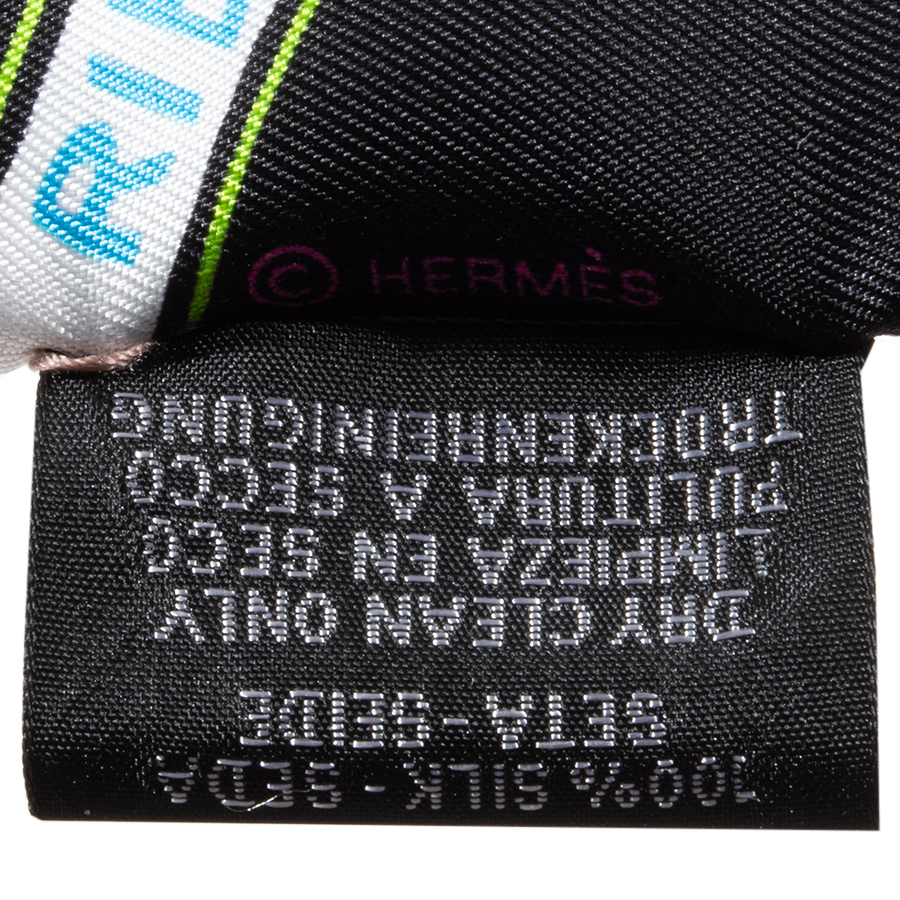 © HERMÈS
100% SILK - SEDA
SETA - SEIDE
DRY CLEAN ONLY
LIMPIEZA EN SECO
PULITURA A SECCO
TROCKENREINIGUNG